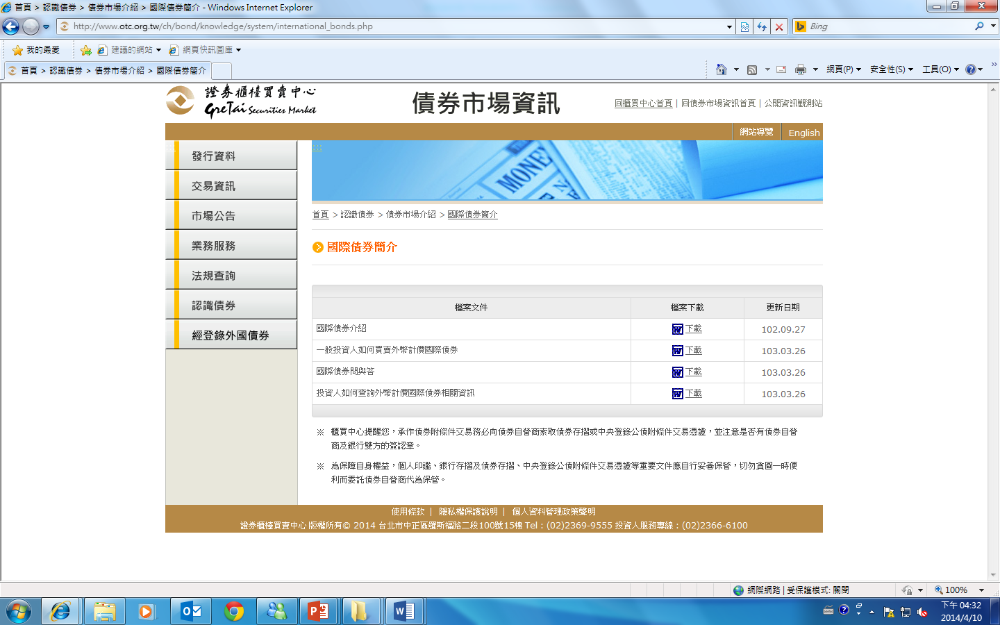 首頁 > 認識債券 > 債券市場介紹 > 國際債券簡介 - Windows Internet Explorer
http://www.otc.org.tw/ch/bond/knowledge/system/international_bonds.php
Bing
我的最愛
建議的網站
網頁快訊圖庫
首頁 > 認識債券 > 債券市場介紹 > 國際債券簡介
網頁(P)
安全性(S)
工具(O)
證券櫃檯買賣中心
GreTai Securities Market
債券市場資訊
回櫃買中心首頁 | 回債券市場資訊首頁 | 公開資訊觀測站
網站導覽
English
:::
:::
MONEY
發行資料
交易資訊
市場公告
業務服務
法規查詢
認識債券
經登錄外國債券
首頁 > 認識債券 > 債券市場介紹 > 國際債券簡介
國際債券簡介
檔案文件 檔案下載 更新日期
國際債券介紹 下載 102.09.27
一般投資人如何買賣外幣計價國際債券 下載 103.03.26
國際債券問與答 下載 103.03.26
投資人如何查詢外幣計價國際債券相關資訊 下載 103.03.26
※ 櫃買中心提醒您，承作債券附條件交易務必向債券自營商索取債券存摺或中央登錄公債附條件交易憑證，並注意是否有債券自營
商及銀行雙方的簽認章。
※ 為保障自身權益，個人印鑑、銀行存摺及債券存摺、中央登錄公債附條件交易憑證等重要文件應自行妥善保管，切勿貪圖一時便
利而委託債券自營商代為保管。
使用條款 | 隱私權保護說明 | 個人資料管理政策聲明
證券櫃檯買賣中心 版權所有© 2014 台北市中正區羅斯福路二段100號15樓 Tel：(02)2369-9555 投資人服務專線：(02)2366-6100
網際網路 | 受保護模式: 關閉
100%
下午 04:32
2014/4/10